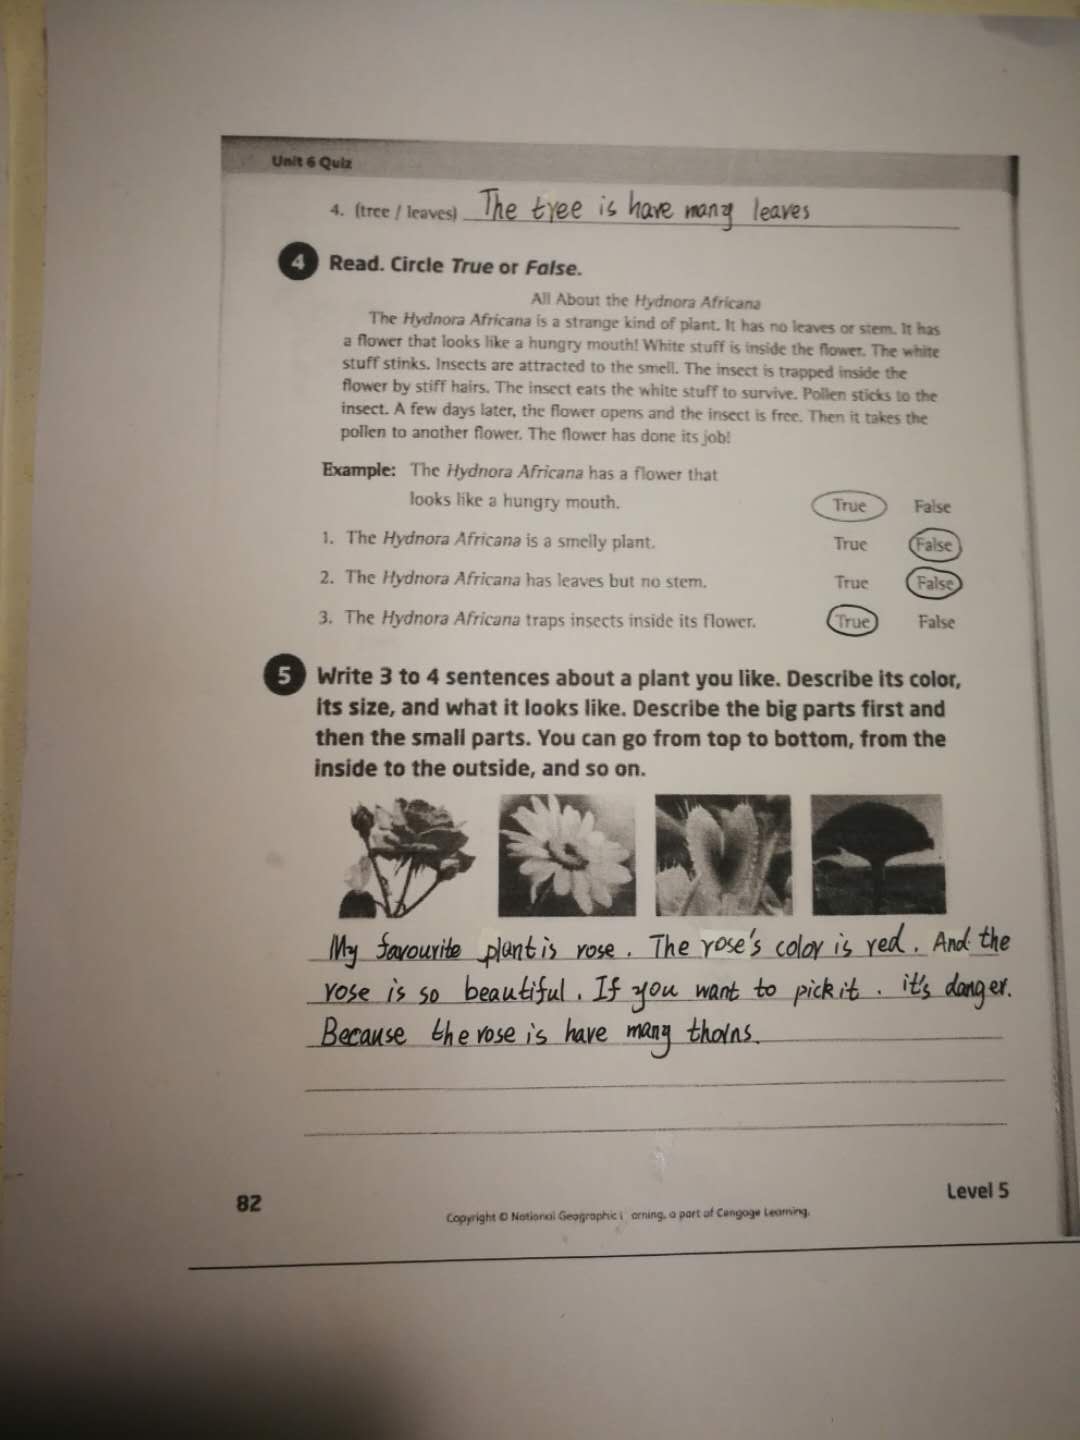 Unit 6 Quiz
4. (tree / leaves) The tree is have many leaves
4 Read. Circle True or False.
All About the Hydnora Africana
The Hydnora Africana is a strange kind of plant. It has no leaves or stem. It has
a flower that looks like a hungry mouth! White stuff is inside the flower. The white
stuff stinks. Insects are attracted to the smell. The insect is trapped inside the
flower by stiff hairs. The insect eats the white stuff to survive. Pollen sticks to the
insect. A few days later, the flower opens and the insect is free. Then it takes the
pollen to another flower. The flower has done its job!
Example: The Hydnora Africana has a flower that
looks like a hungry mouth. True False
1. The Hydnora Africana is a smelly plant. True False
2. The Hydnora Africana has leaves but no stem. True False
3. The Hydnora Africana traps insects inside its flower. True False
5 Write 3 to 4 sentences about a plant you like. Describe its color,
its size, and what it looks like. Describe the big parts first and
then the small parts. You can go from top to bottom, from the
inside to the outside, and so on.
My favourite plant is rose. The rose's color is red. And the
rose is so beautiful. If you want to pick it. it's danger.
Because the rose is have many thorns.
82
Level 5
Copyright © National Geographic arning, a part of Cengage Learning.